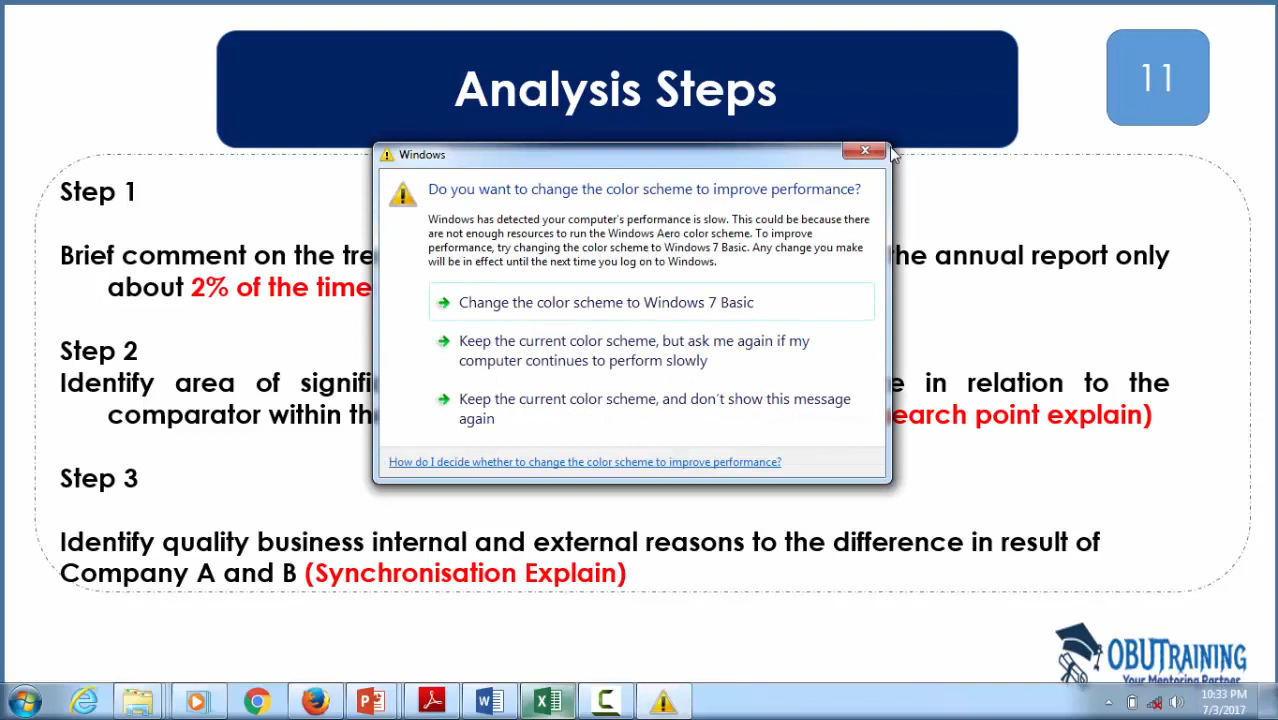 Analysis Steps
11
Windows
Step 1
Do you want to change the color scheme to improve performance?
Windows has detected your computer's performance is slow. This could be because there
are not enough resources to run the Windows Aero color scheme. To improve
performance, try changing the color scheme to Windows 7 Basic. Any change you make
will be in effect until the next time you log on to Windows.
Brief comment on the he annual report only
about 2% of the time
Change the color scheme to Windows 7 Basic
Keep the current color scheme, but ask me again if my
computer continues to perform slowly
Step 2
Identify area of in relation to the
comparator within point explain)
Keep the current color scheme, and don't show this message
again
How do I decide whether to change the color scheme to improve performance?
Step 3
Identify quality business internal and external reasons to the difference in result of
Company A and B (Synchronisation Explain)
OBUTRAINING
Your Mentoring Partner
10:33 PM
7/3/2017